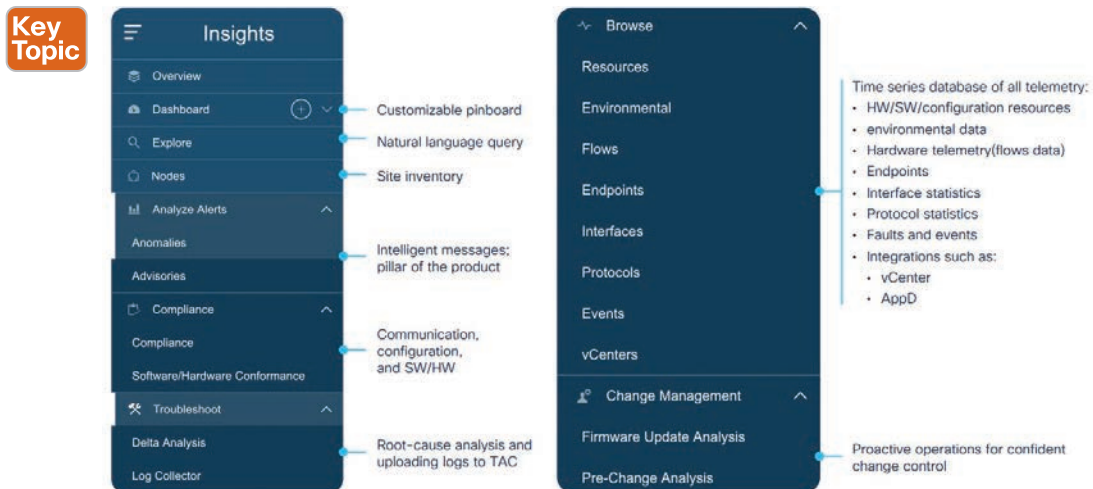 Key
Topic
Insights
Overview
Dashboard
Explore
Nodes
Analyze Alerts
Anomalies
Advisories
Compliance
Compliance
Software/Hardware Conformance
Troubleshoot
Delta Analysis
Log Collector
Customizable pinboard
Natural language query
Site inventory
Intelligent messages;
pillar of the product
Communication,
configuration,
and SW/HW
Root-cause analysis and
uploading logs to TAC
Browse
Resources
Environmental
Flows
Endpoints
Interfaces
Protocols
Events
vCenters
Change Management
Firmware Update Analysis
Pre-Change Analysis
Time series database of all telemetry:
• HW/SW/configuration resources
• environmental data
• Hardware telemetry(flows data)
• Endpoints
• Interface statistics
• Protocol statistics
• Faults and events
• Integrations such as:
• vCenter
• AppD
Proactive operations for confident
change control